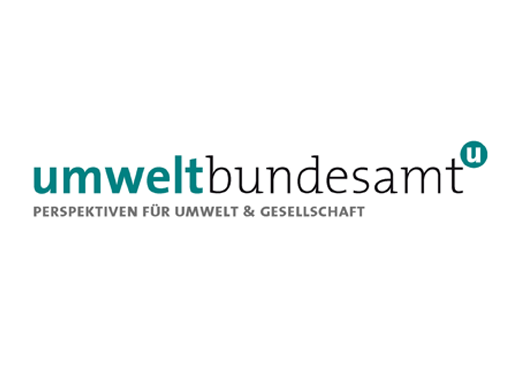 umweltbundesamt u
PERSPEKTIVEN FÜR UMWELT & GESELLSCHAFT